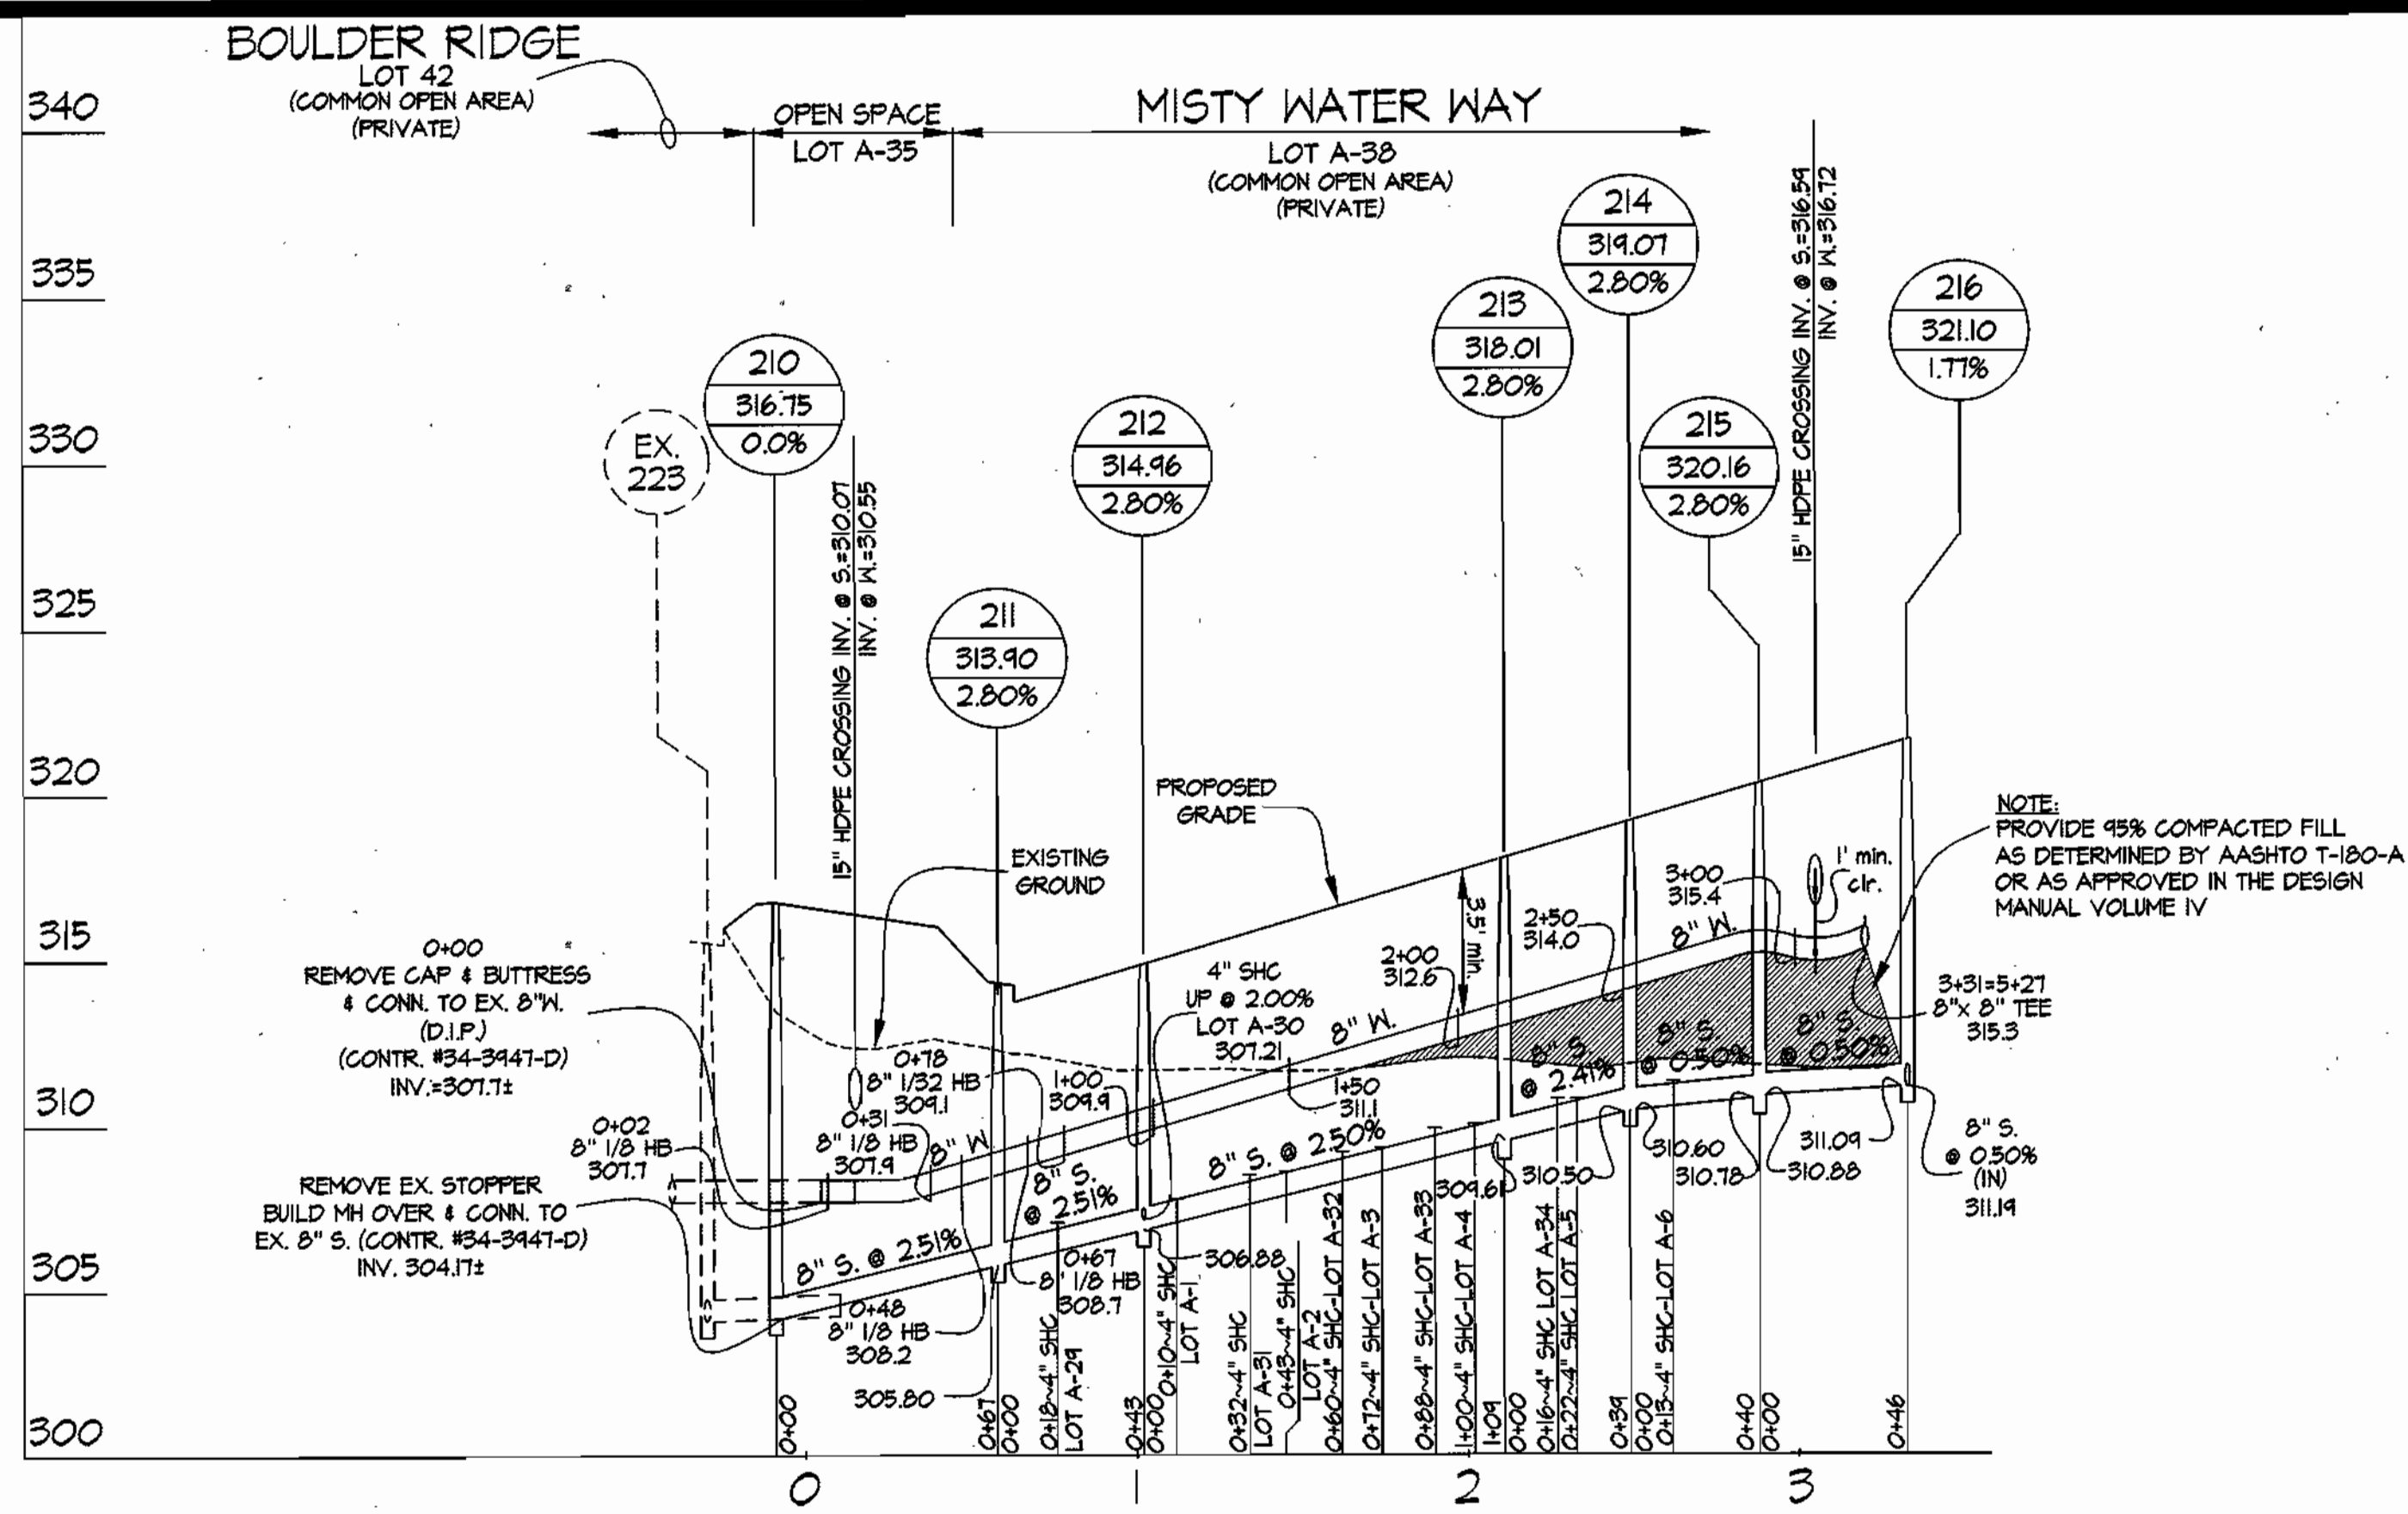 BOULDER RIDGE
LOT 42
(COMMON OPEN AREA)
(PRIVATE)
OPEN SPACE
LOT A-35
MISTY WATER WAY
LOT A-38
(COMMON OPEN AREA)
(PRIVATE)
340
335
330
325
320
315
310
305
300
EX.
223
210
316.75
0.0%
211
313.90
2.80%
212
314.96
2.80%
213
318.01
2.80%
214
319.07
2.80%
215
320.16
2.80%
216
321.10
1.77%
15" HDPE CROSSING INV. @ S.=310.07
INV. @ W.=310.55
15" HDPE CROSSING INV. @ S.=316.59
INV. @ W.=316.72
PROPOSED
GRADE
EXISTING
GROUND
NOTE:
PROVIDE 95% COMPACTED FILL
AS DETERMINED BY AASHTO T-180-A
OR AS APPROVED IN THE DESIGN
MANUAL VOLUME IV
1' min.
clr.
3+00
315.4
8" W.
2+50
314.0
3.5' min.
2+00
312.6
8" W.
3+31=5+27
8"x 8" TEE
315.3
0+00
REMOVE CAP & BUTTRESS
& CONN. TO EX. 8"W.
(D.I.P.)
(CONTR. #34-3947-D)
INV.=307.7±
0+02
8" 1/8 HB
307.7
REMOVE EX. STOPPER
BUILD MH OVER & CONN. TO
EX. 8" S. (CONTR. #34-3947-D)
INV. 304.17±
4" SHC
UP @ 2.00%
LOT A-30
307.21
0+78
8" 1/32 HB
309.1
1+00
309.9
0+31
8" 1/8 HB
307.9
8" W
1+50
311.1
8" S. @ 2.51%
8" S.
@ 2.51%
8" S. @ 2.50%
8" S.
@ 2.41%
8" S.
@ 0.50%
8" S.
@ 0.50%
0+67
8" 1/8 HB
308.7
0+48
8" 1/8 HB
308.2
305.80
306.88
309.61
310.50
310.60
310.78
310.88
311.09
8" S.
@ 0.50%
(IN)
311.19
0+00
0+67
0+00
0+18~4" SHC
LOT A-29
0+43
0+00
0+10~4" SHC
LOT A-1
0+32~4" SHC
LOT A-31
0+43~4" SHC
LOT A-2
0+60~4" SHC-LOT A-32
0+72~4" SHC-LOT A-3
0+88~4" SHC-LOT A-33
1+00~4" SHC-LOT A-4
1+09
0+00
0+16~4" SHC LOT A-34
0+22~4" SHC LOT A-5
0+39
0+00
0+13~4" SHC-LOT A-6
0+40
0+00
0+46
0
1
2
3